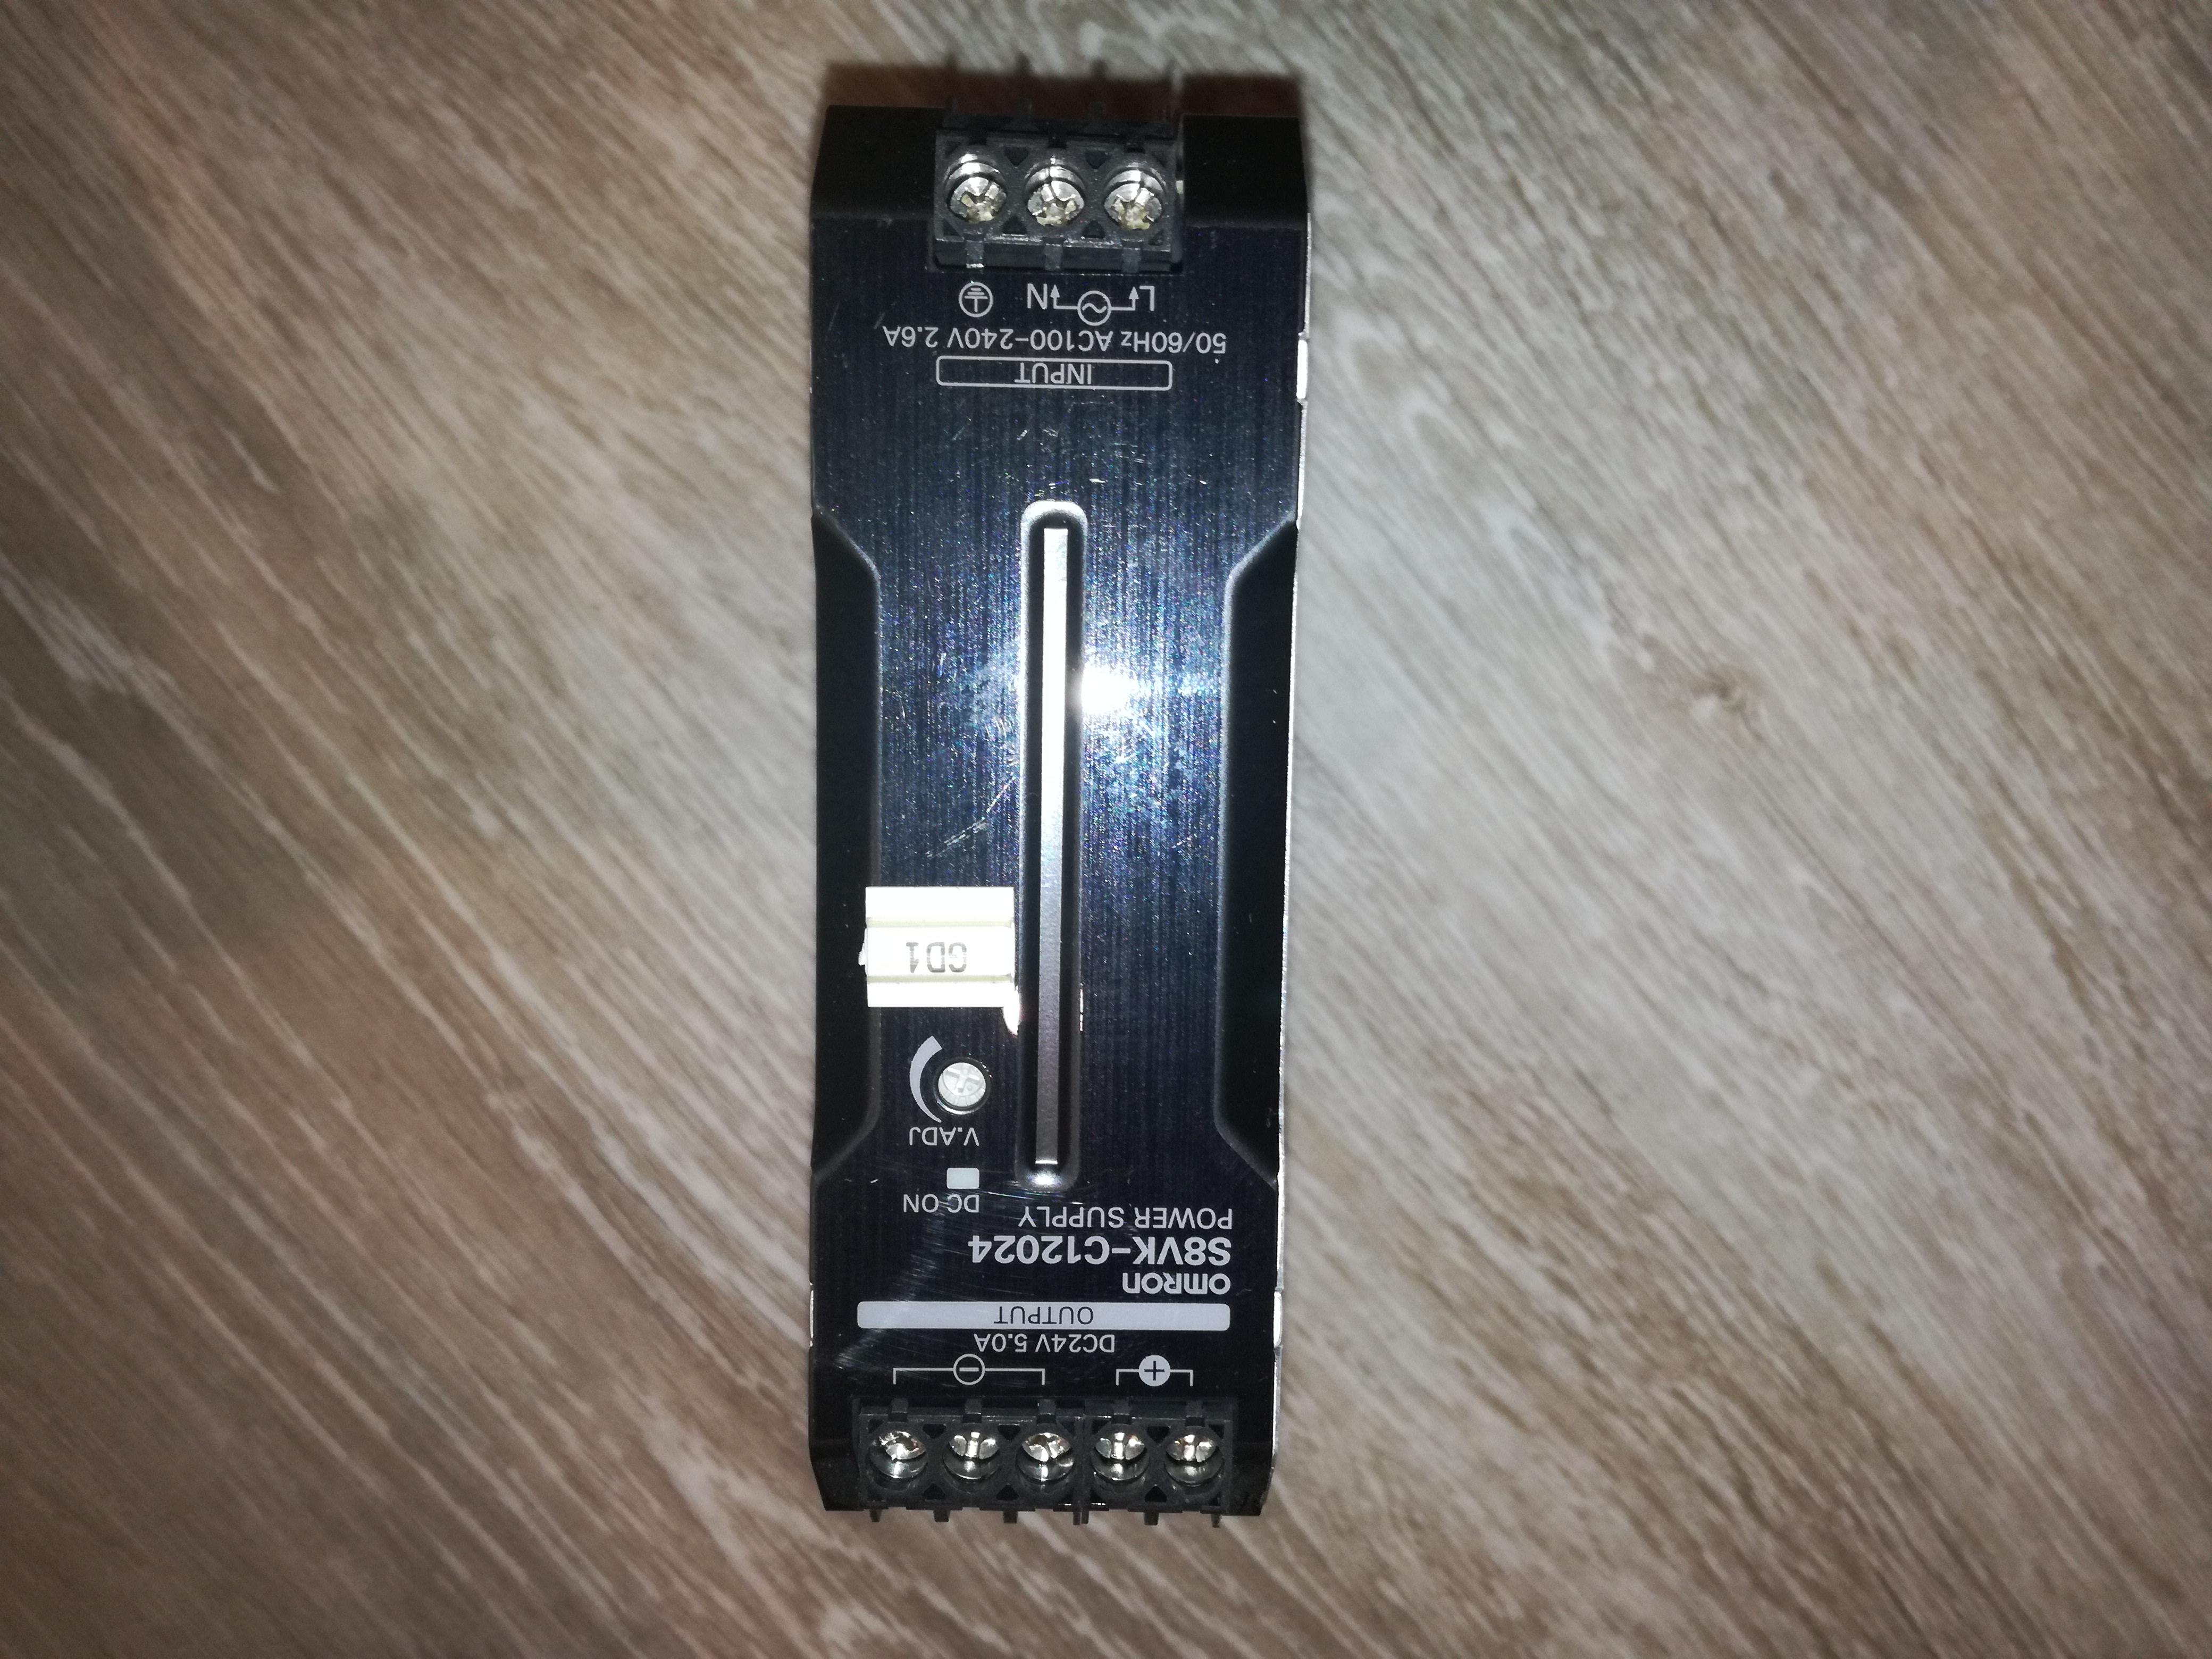 DC24V 5.0A
OUTPUT
OMRON
S8VK-C12024
POWER SUPPLY
DC ON
V.ADJ
GD1
INPUT
50/60Hz AC100-240V 2.6A
L N